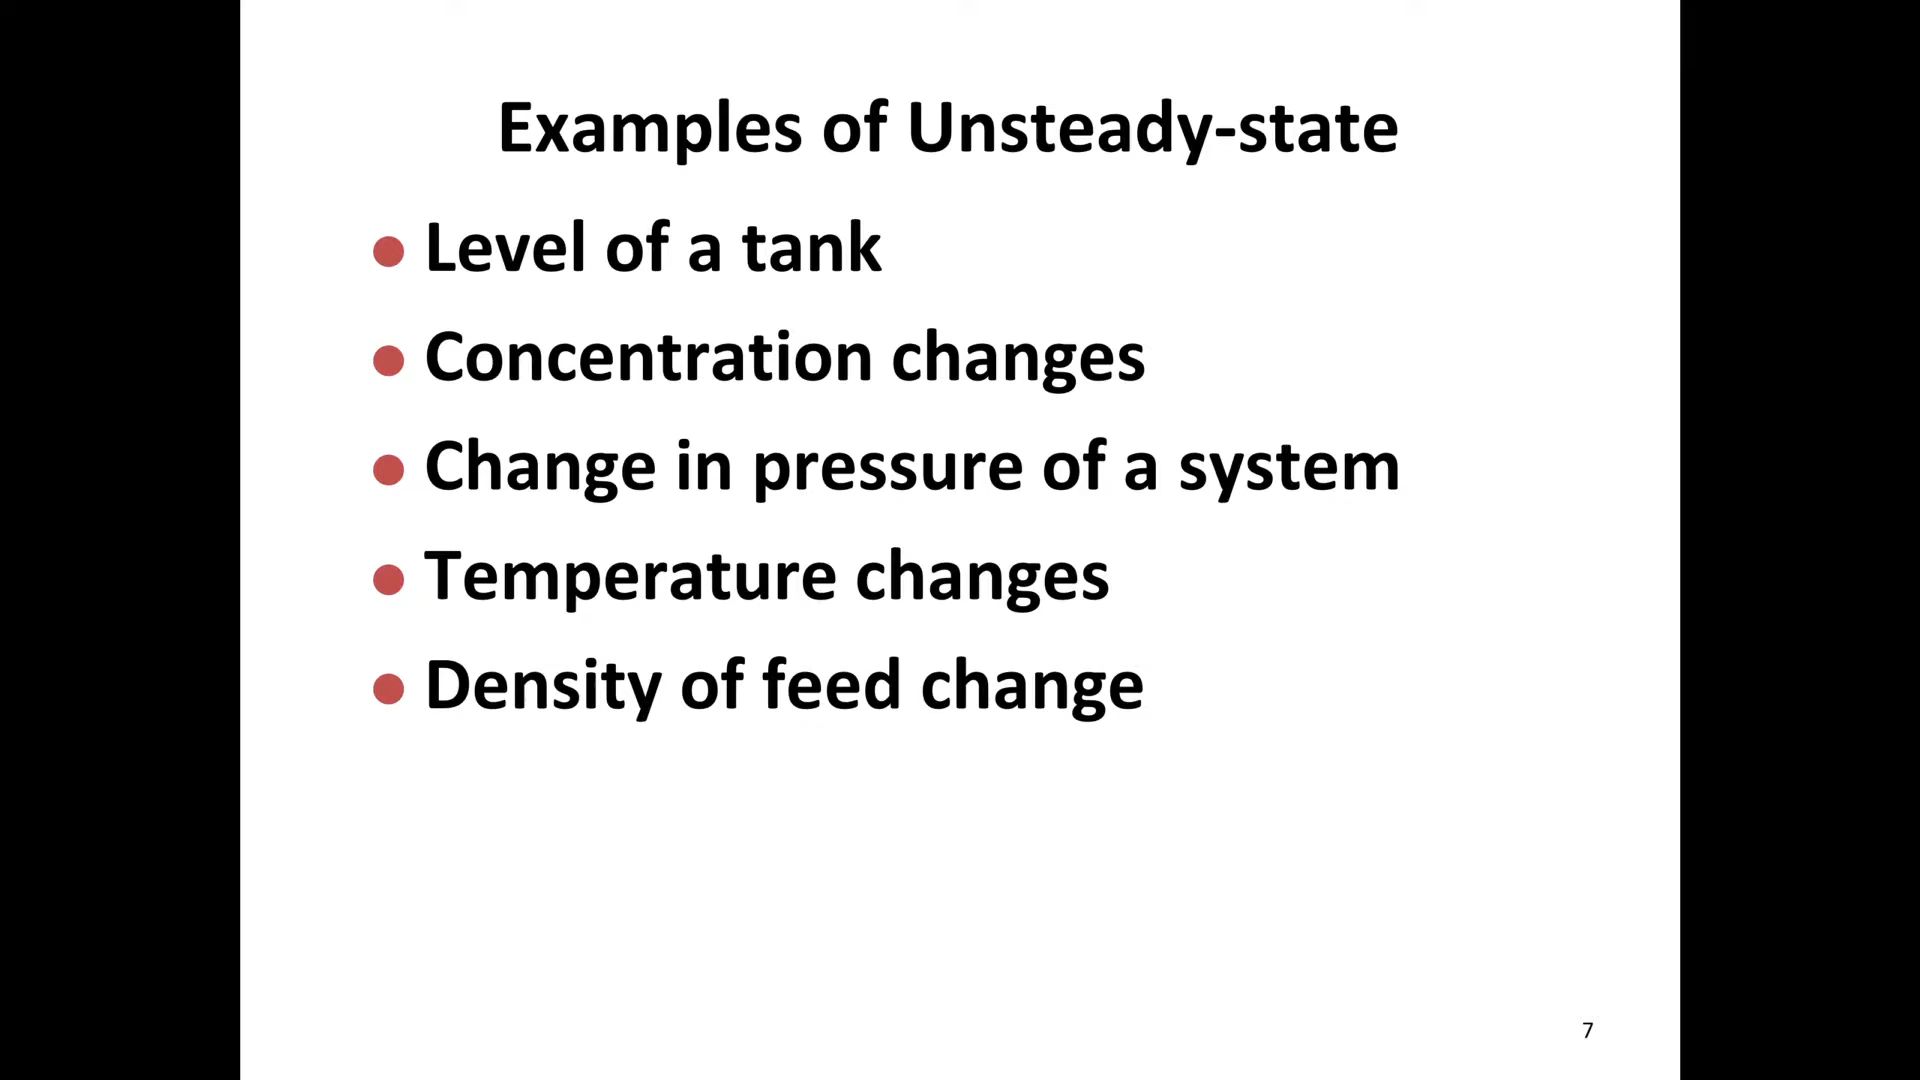 Examples of Unsteady-state
● Level of a tank
● Concentration changes
● Change in pressure of a system
● Temperature changes
● Density of feed change
7